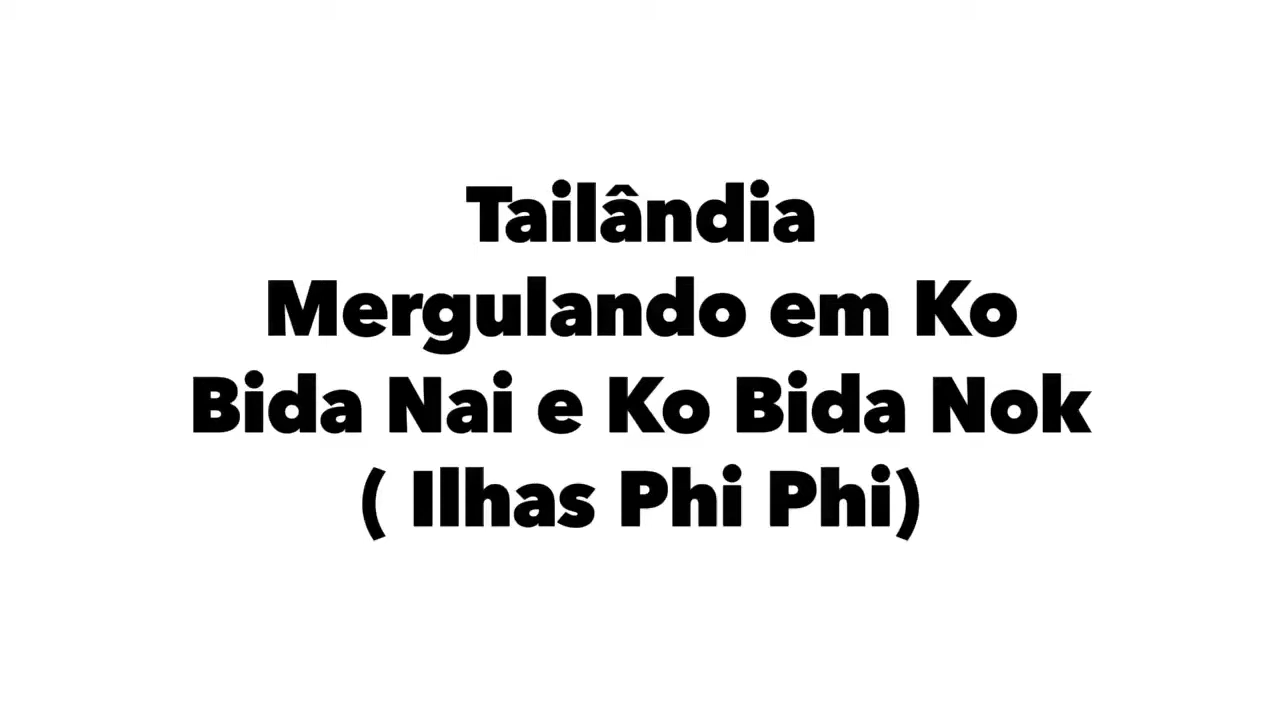 Tailândia
Mergulando em Ko
Bida Nai e Ko Bida Nok
( Ilhas Phi Phi)